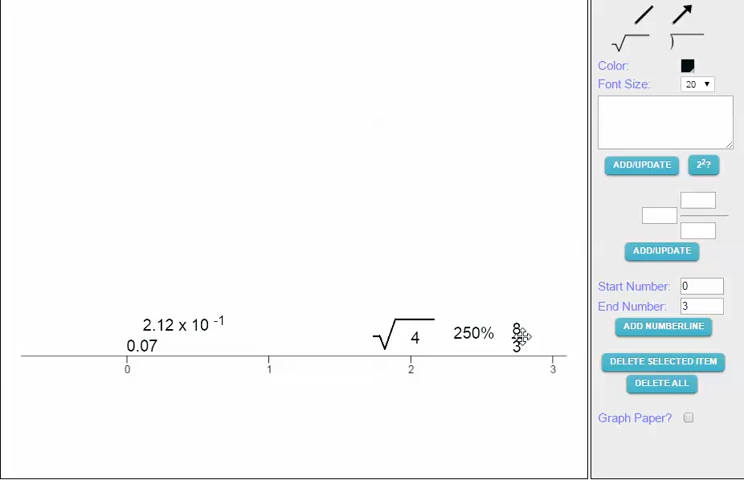 2.12 x 10 -1
0.07
√4
250%
8
3
0
1
2
3
Color:
Font Size:
20
ADD/UPDATE
2²?
ADD/UPDATE
Start Number:
0
End Number:
3
ADD NUMBERLINE
DELETE SELECTED ITEM
DELETE ALL
Graph Paper?